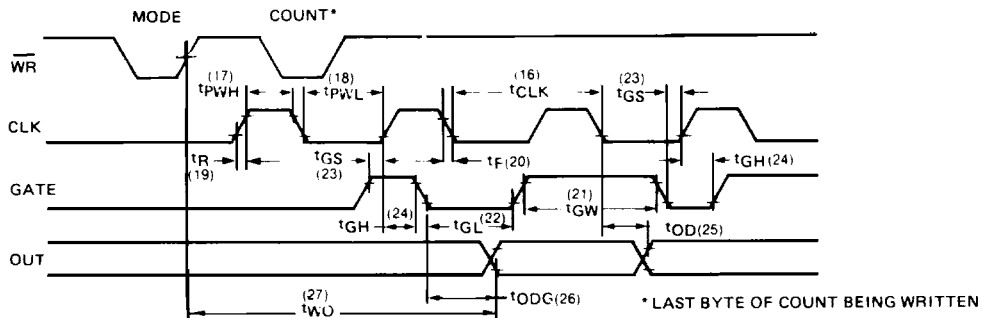 MODE
COUNT*
WR
(17)
tPWH
(18)
tPWL
(16)
tCLK
(23)
tGS
CLK
tR
(19)
tGS
(23)
tF(20)
tGH(24)
GATE
tGH
(24)
tGL
(22)
(21)
tGW
tOD(25)
OUT
(27)
tWO
tODG(26)
*LAST BYTE OF COUNT BEING WRITTEN